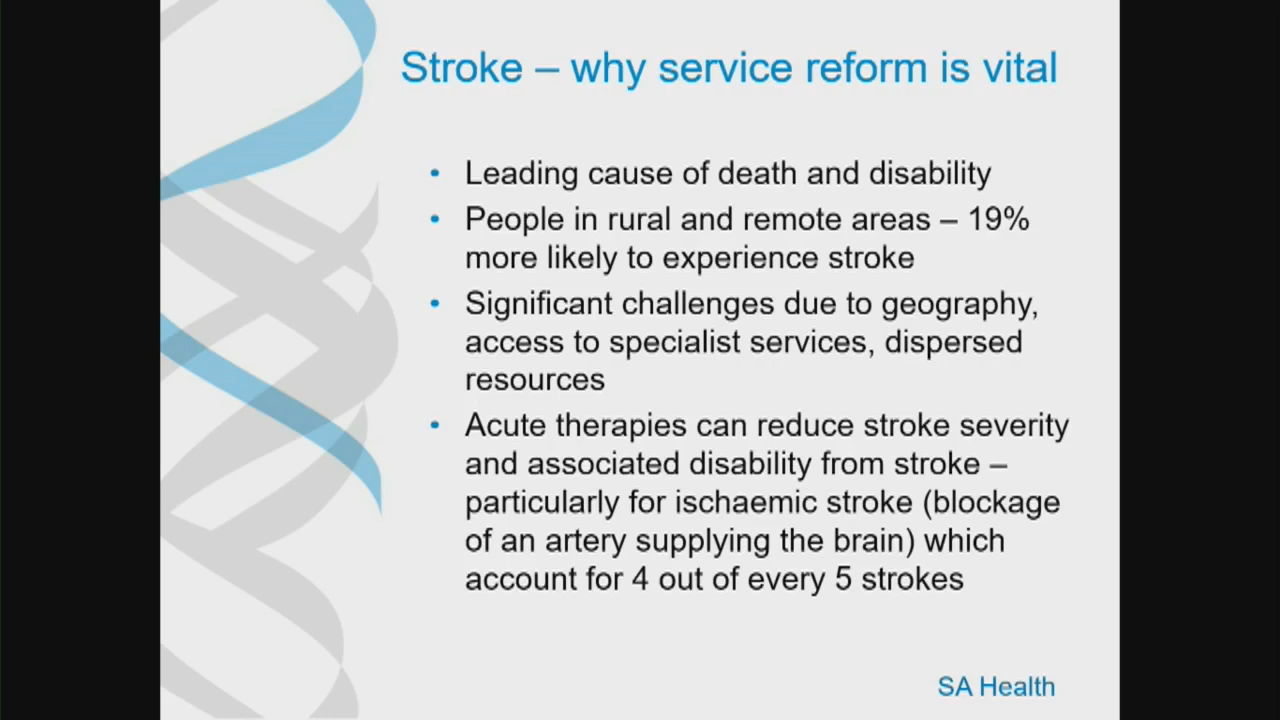 Stroke – why service reform is vital
• Leading cause of death and disability
• People in rural and remote areas – 19%
more likely to experience stroke
• Significant challenges due to geography,
access to specialist services, dispersed
resources
• Acute therapies can reduce stroke severity
and associated disability from stroke –
particularly for ischaemic stroke (blockage
of an artery supplying the brain) which
account for 4 out of every 5 strokes
SA Health